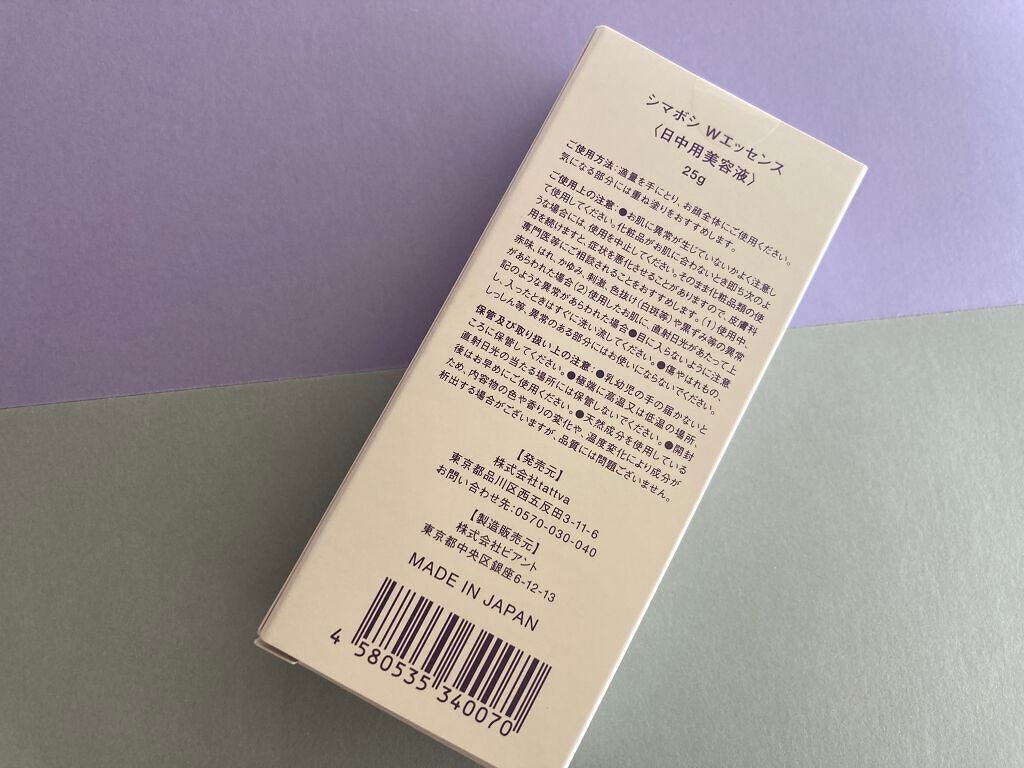 シマボシ Wエッセンス
〈日中用美容液〉
25g
ご使用方法：適量を手にとり、お顔全体にご使用ください。
気になる部分には重ね塗りをおすすめします。
ご使用上の注意：●お肌に異常が生じていないかよく注意し
て使用してください。化粧品がお肌に合わないとき即ち次のよ
うな場合には、使用を中止してください。そのまま化粧品類の使
用を続けますと、症状を悪化させることがありますので、皮膚科
専門医等にご相談されることをおすすめします。(1)使用中、
赤味、はれ、かゆみ、刺激、色抜け(白斑等)や黒ずみ等の異常
があらわれた場合(2)使用したお肌に、直射日光があたって上
記のような異常があらわれた場合●目に入らないように注意
し、入ったときはすぐに洗い流してください。●傷やはれもの、
しっしん等、異常のある部分にはお使いにならないでください。
保管及び取り扱い上の注意：●乳幼児の手の届かないと
ころに保管してください。●極端に高温又は低温の場所、
直射日光の当たる場所には保管しないでください。●開封
後はお早めにご使用ください。●天然成分を使用している
ため、内容物の色や香りの変化や、温度変化により成分が
析出する場合がございますが、品質には問題ございません。
【発売元】
株式会社tattva
東京都品川区西五反田3-11-6
お問い合わせ先：0570-030-040
【製造販売元】
株式会社ビアント
東京都中央区銀座6-12-13
MADE IN JAPAN
4 580535 340070